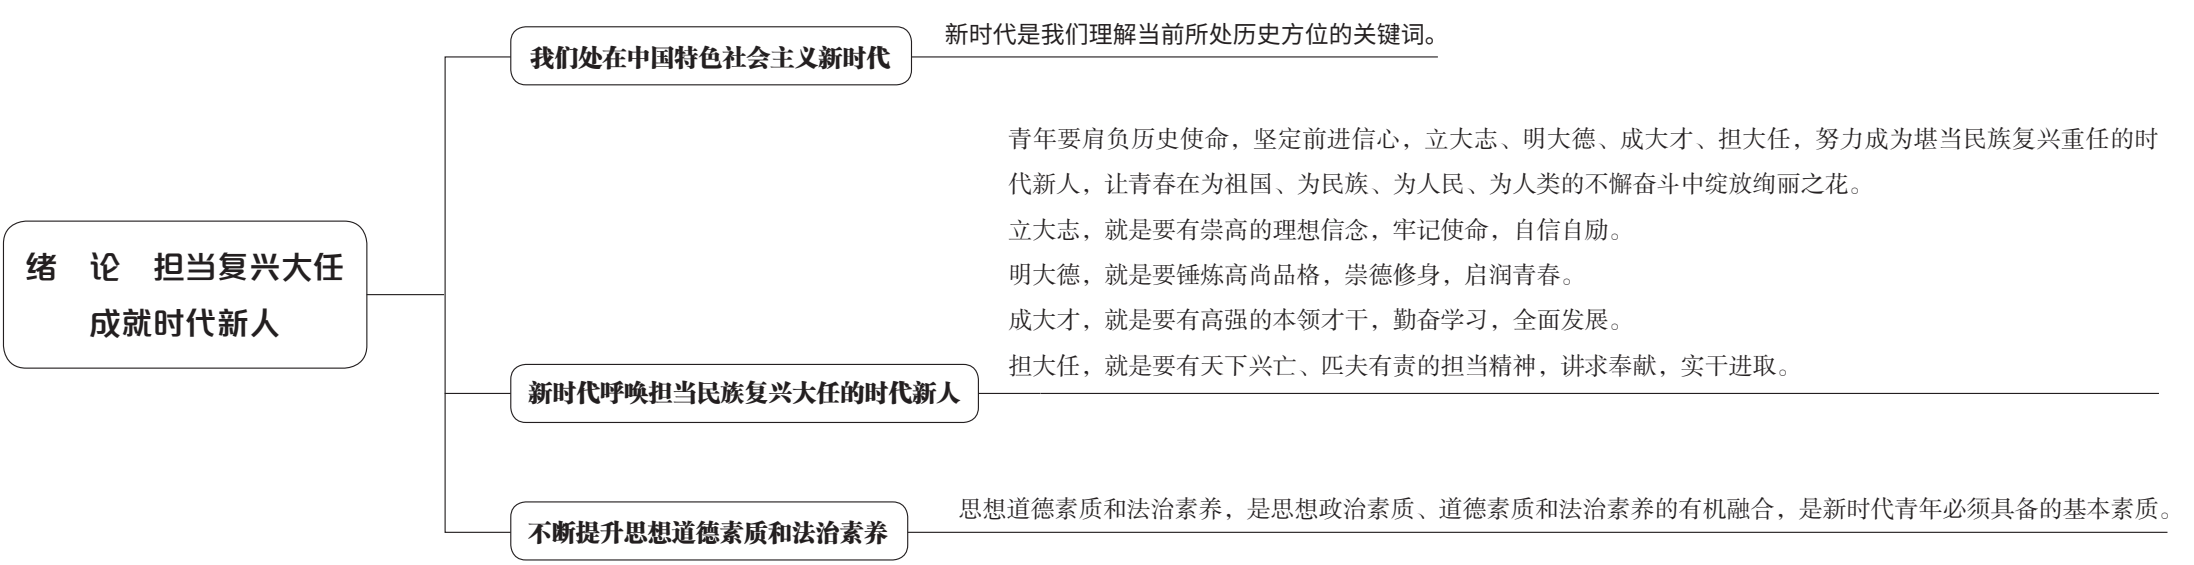 绪　论　担当复兴大任
成就时代新人
我们处在中国特色社会主义新时代
新时代是我们理解当前所处历史方位的关键词。
新时代呼唤担当民族复兴大任的时代新人
青年要肩负历史使命，坚定前进信心，立大志、明大德、成大才、担大任，努力成为堪当民族复兴重任的时
代新人，让青春在为祖国、为民族、为人民、为人类的不懈奋斗中绽放绚丽之花。
立大志，就是要有崇高的理想信念，牢记使命，自信自励。
明大德，就是要锤炼高尚品格，崇德修身，启润青春。
成大才，就是要有高强的本领才干，勤奋学习，全面发展。
担大任，就是要有天下兴亡、匹夫有责的担当精神，讲求奉献，实干进取。
不断提升思想道德素质和法治素养
思想道德素质和法治素养，是思想政治素质、道德素质和法治素养的有机融合，是新时代青年必须具备的基本素质。